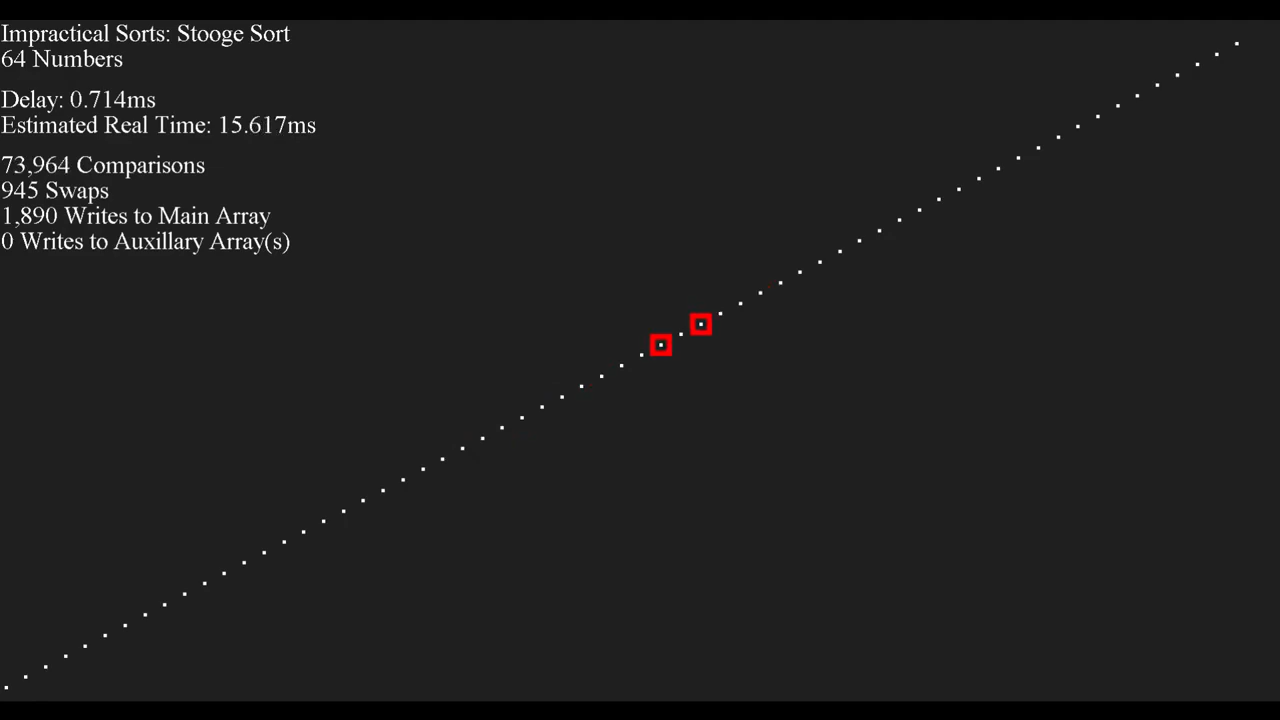 Impractical Sorts: Stooge Sort
64 Numbers
Delay: 0.714ms
Estimated Real Time: 15.617ms
73,964 Comparisons
945 Swaps
1,890 Writes to Main Array
0 Writes to Auxillary Array(s)